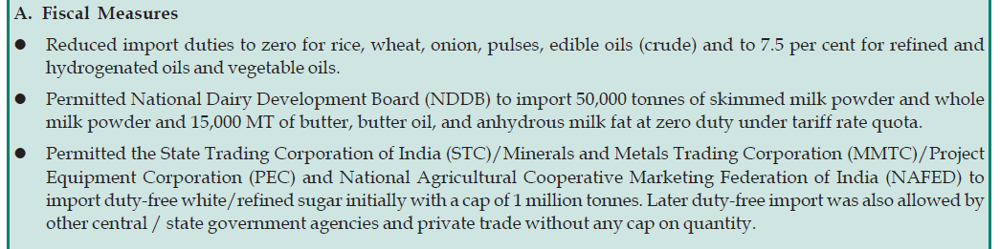 A. Fiscal Measures
● Reduced import duties to zero for rice, wheat, onion, pulses, edible oils (crude) and to 7.5 per cent for refined and
hydrogenated oils and vegetable oils.
● Permitted National Dairy Development Board (NDDB) to import 50,000 tonnes of skimmed milk powder and whole
milk powder and 15,000 MT of butter, butter oil, and anhydrous milk fat at zero duty under tariff rate quota.
● Permitted the State Trading Corporation of India (STC)/Minerals and Metals Trading Corporation (MMTC)/Project
Equipment Corporation (PEC) and National Agricultural Cooperative Marketing Federation of India (NAFED) to
import duty-free white/refined sugar initially with a cap of 1 million tonnes. Later duty-free import was also allowed by
other central / state government agencies and private trade without any cap on quantity.